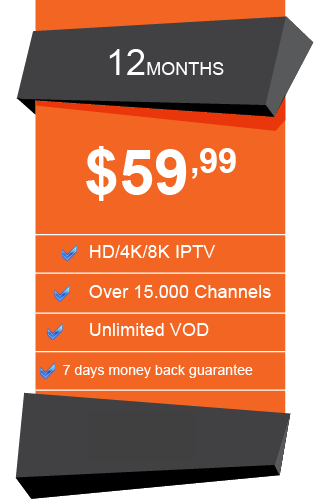 12MONTHS
$59,99
HD/4K/8K IPTV
Over 15.000 Channels
Unlimited VOD
7 days money back guarantee